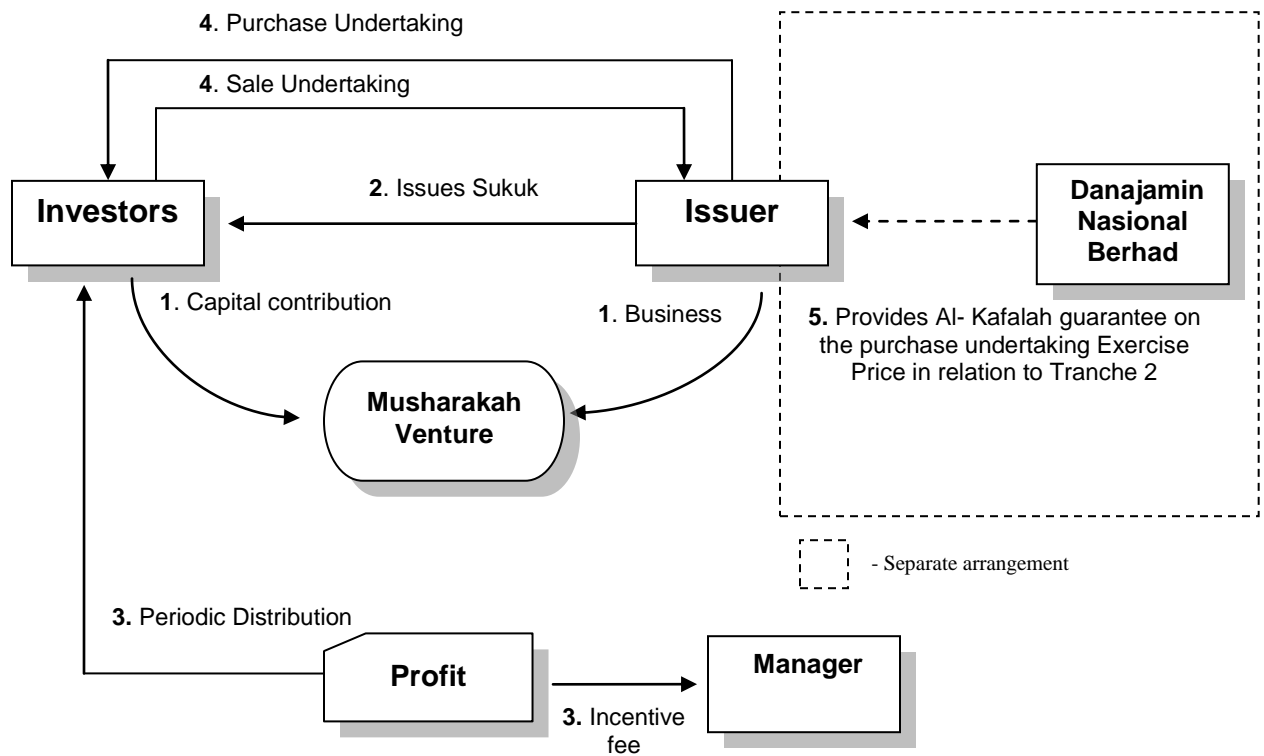 4. Purchase Undertaking
4. Sale Undertaking
Investors
2. Issues Sukuk
Issuer
Danajamin
Nasional
Berhad
1. Capital contribution
1. Business
5. Provides Al- Kafalah guarantee on
the purchase undertaking Exercise
Price in relation to Tranche 2
Musharakah
Venture
- Separate arrangement
3. Periodic Distribution
Profit
Manager
3. Incentive
fee